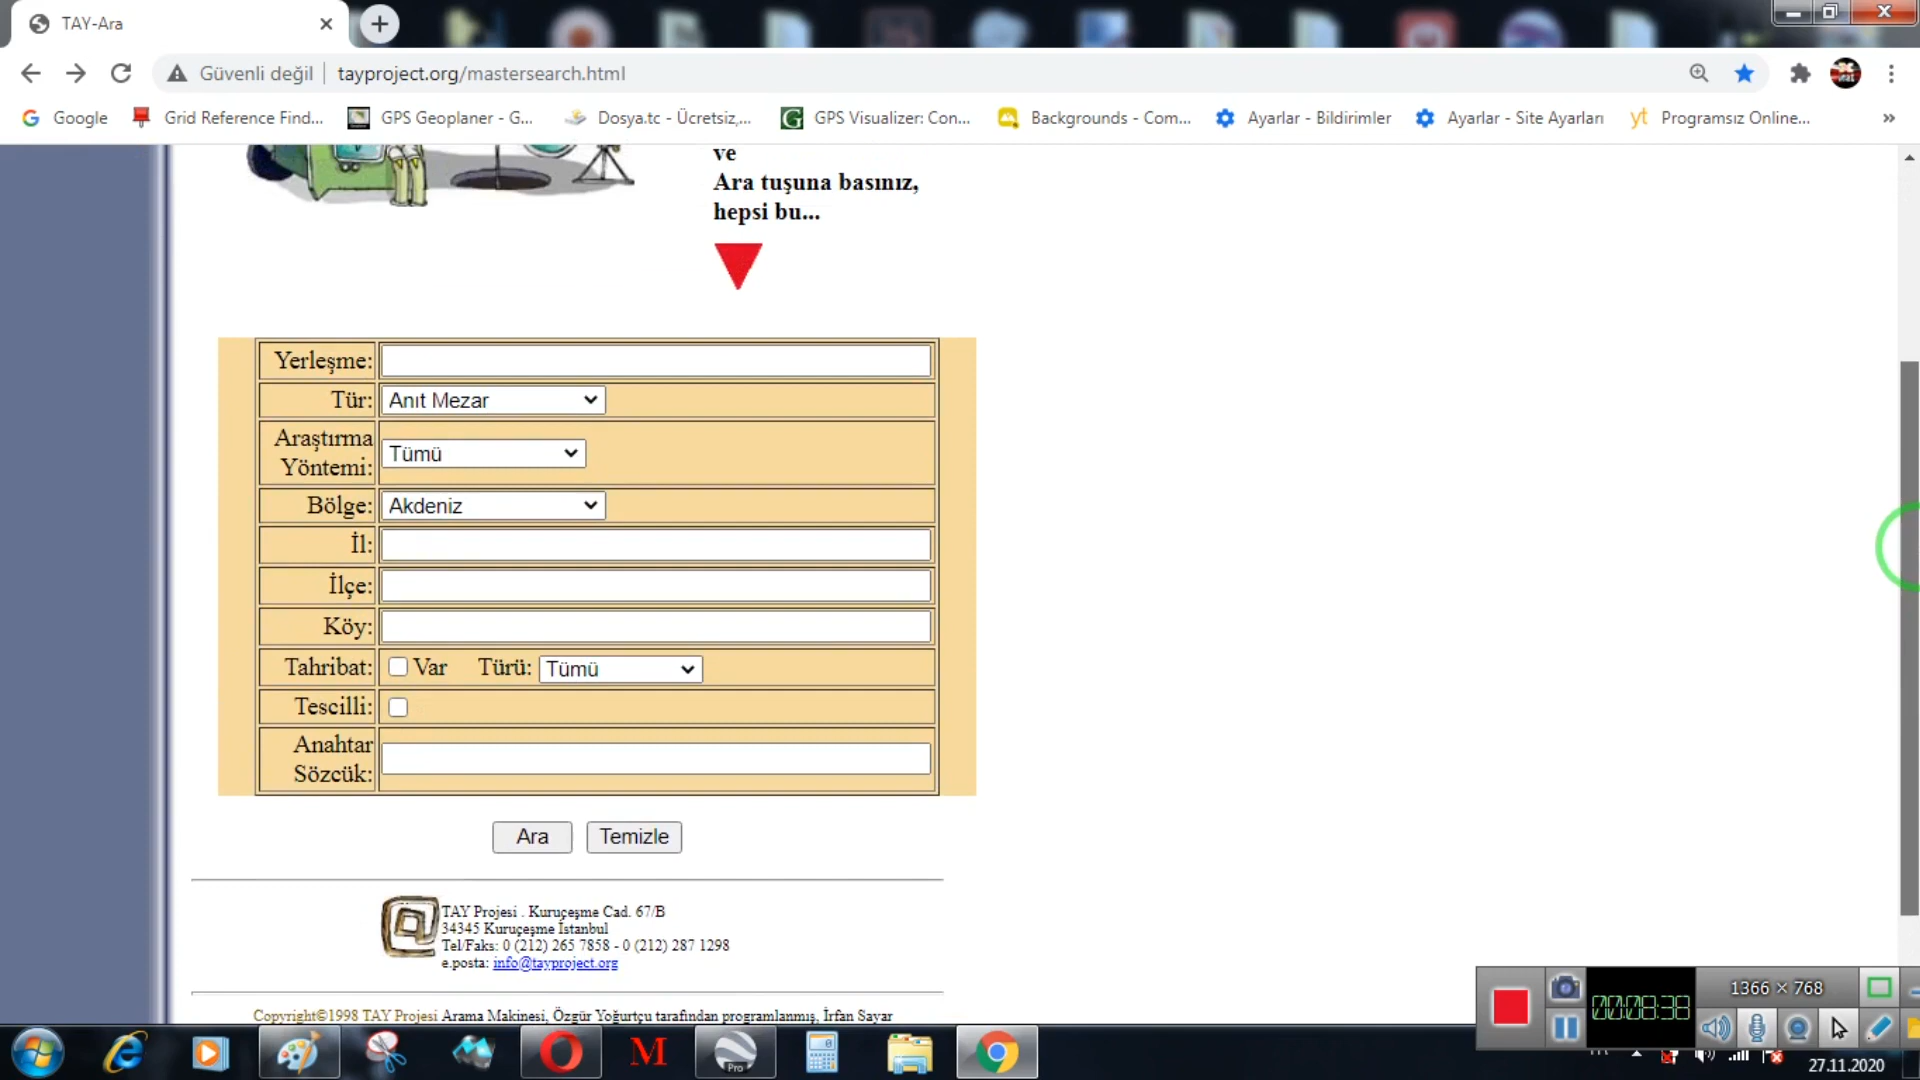 TAY-Ara
Güvenli değil
tayproject.org/mastersearch.html
Google
Grid Reference Find...
GPS Geoplaner - G...
Dosya.tc - Ücretsiz,...
GPS Visualizer: Con...
Backgrounds - Com...
Ayarlar - Bildirimler
Ayarlar - Site Ayarları
yt Programsız Online...
ve
Ara tuşuna basınız,
hepsi bu...
Yerleşme:
Tür: Anıt Mezar
Araştırma
Yöntemi: Tümü
Bölge: Akdeniz
İl:
İlçe:
Köy:
Tahribat: Var Türü: Tümü
Tescilli:
Anahtar
Sözcük:
Ara Temizle
TAY Projesi . Kuruçeşme Cad. 67/B
34345 Kuruçeşme İstanbul
Tel/Faks: 0 (212) 265 7858 - 0 (212) 287 1298
e.posta: info@tayproject.org
Copyright©1998 TAY Projesi Arama Makinesi, Özgür Yoğurtçu tarafından programlanmış, İrfan Sayar
1366 × 768
00:08:38
M
Pro
27.11.2020